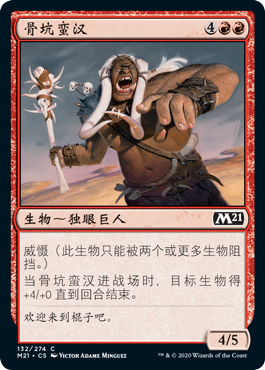 骨坑蛮汉 4
生物～独眼巨人 M21
威慑（此生物只能被两个或更多生物阻
挡。）
当骨坑蛮汉进战场时，目标生物得
+4/+0 直到回合结束。
欢迎来到棍子吧。
4/5
132/274 C
M21 • CS VICTOR ADAME MINGUEZ
™ & © 2020 Wizards of the Coast